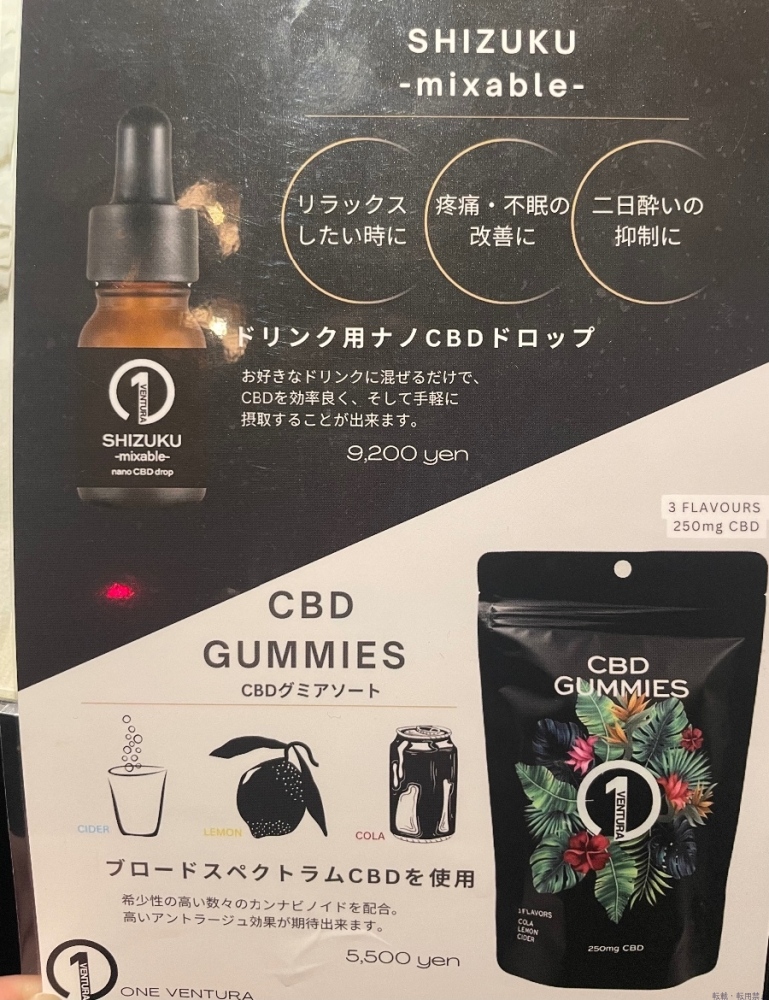 SHIZUKU
-mixable-
リラックス
したい時に
疼痛・不眠の
改善に
二日酔いの
抑制に
ドリンク用ナノCBDドロップ
お好きなドリンクに混ぜるだけで、
CBDを効率良く、そして手軽に
摂取することが出来ます。
9,200 yen
1
VENTURA
SHIZUKU
-mixable-
nano CBD drop
3 FLAVOURS
250mg CBD
CBD
GUMMIES
CBDグミアソート
CIDER
LEMON
COLA
ブロードスペクトラムCBDを使用
希少性の高い数々のカンナビノイドを配合。
高いアントラージュ効果が期待出来ます。
5,500 yen
CBD
GUMMIES
1
VENTURA
3 FLAVORS
COLA
LEMON
CIDER
250mg CBD
1
VENTURA
ONE VENTURA
転載・転用禁